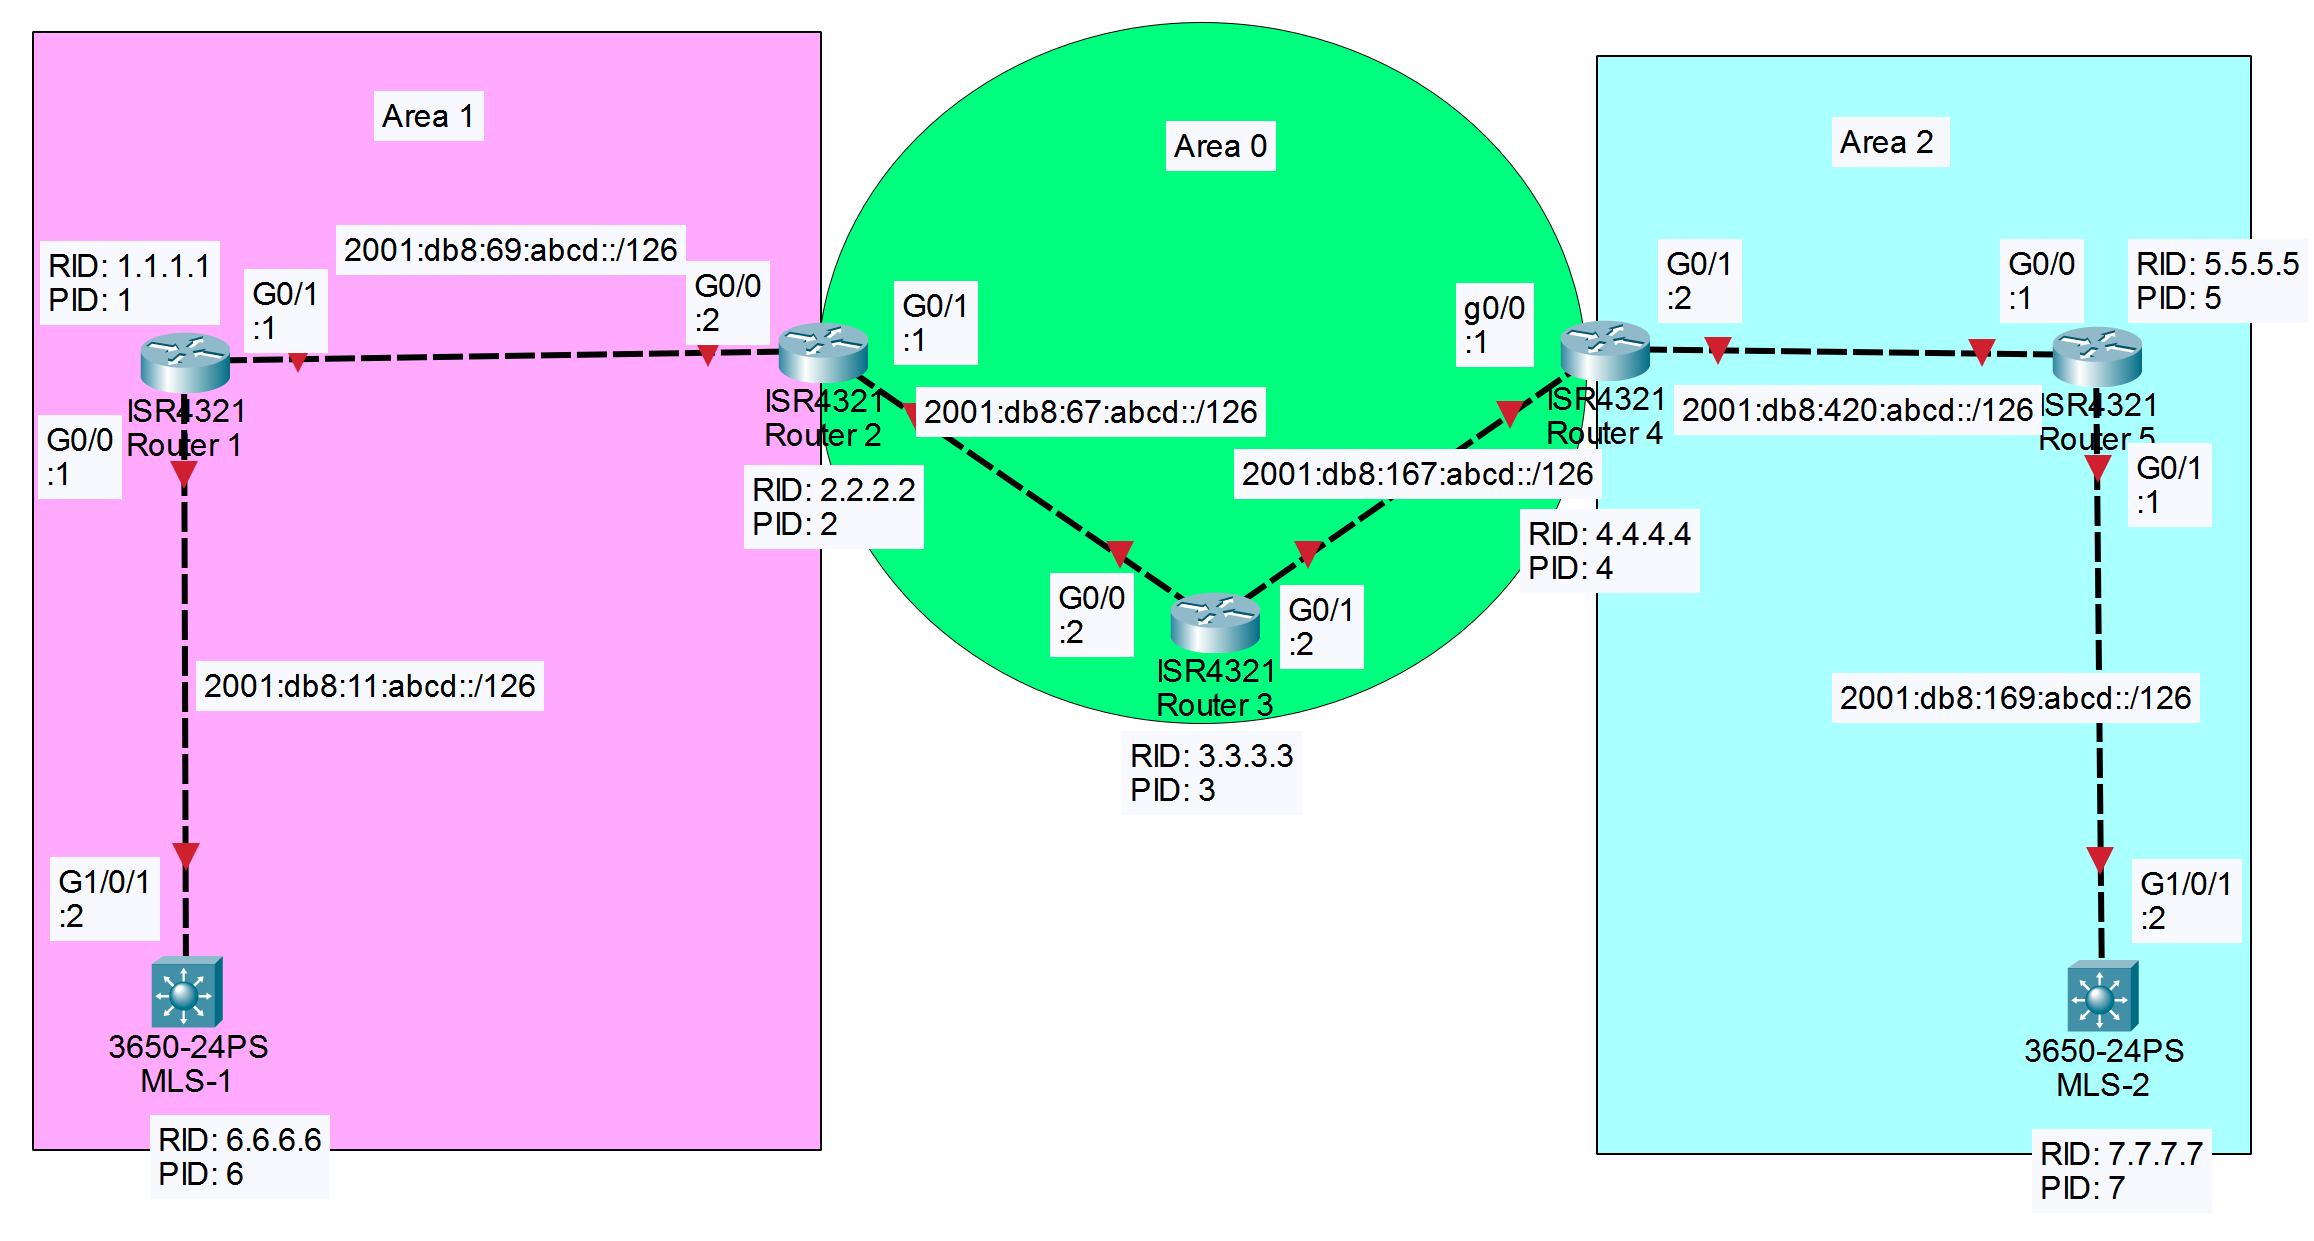 Area 1
Area 0
Area 2
2001:db8:69:abcd::/126
RID: 1.1.1.1
PID: 1
G0/1
:1
G0/0
:2
ISR4321
Router 1
G0/0
:1
2001:db8:11:abcd::/126
G1/0/1
:2
3650-24PS
MLS-1
RID: 6.6.6.6
PID: 6
ISR4321
Router 2
RID: 2.2.2.2
PID: 2
G0/1
:1
2001:db8:67:abcd::/126
G0/0
:2
ISR4321
Router 3
RID: 3.3.3.3
PID: 3
G0/1
:2
2001:db8:167:abcd::/126
g0/0
:1
ISR4321
Router 4
RID: 4.4.4.4
PID: 4
G0/1
:2
2001:db8:420:abcd::/126
G0/0
:1
RID: 5.5.5.5
PID: 5
ISR4321
Router 5
G0/1
:1
2001:db8:169:abcd::/126
G1/0/1
:2
3650-24PS
MLS-2
RID: 7.7.7.7
PID: 7